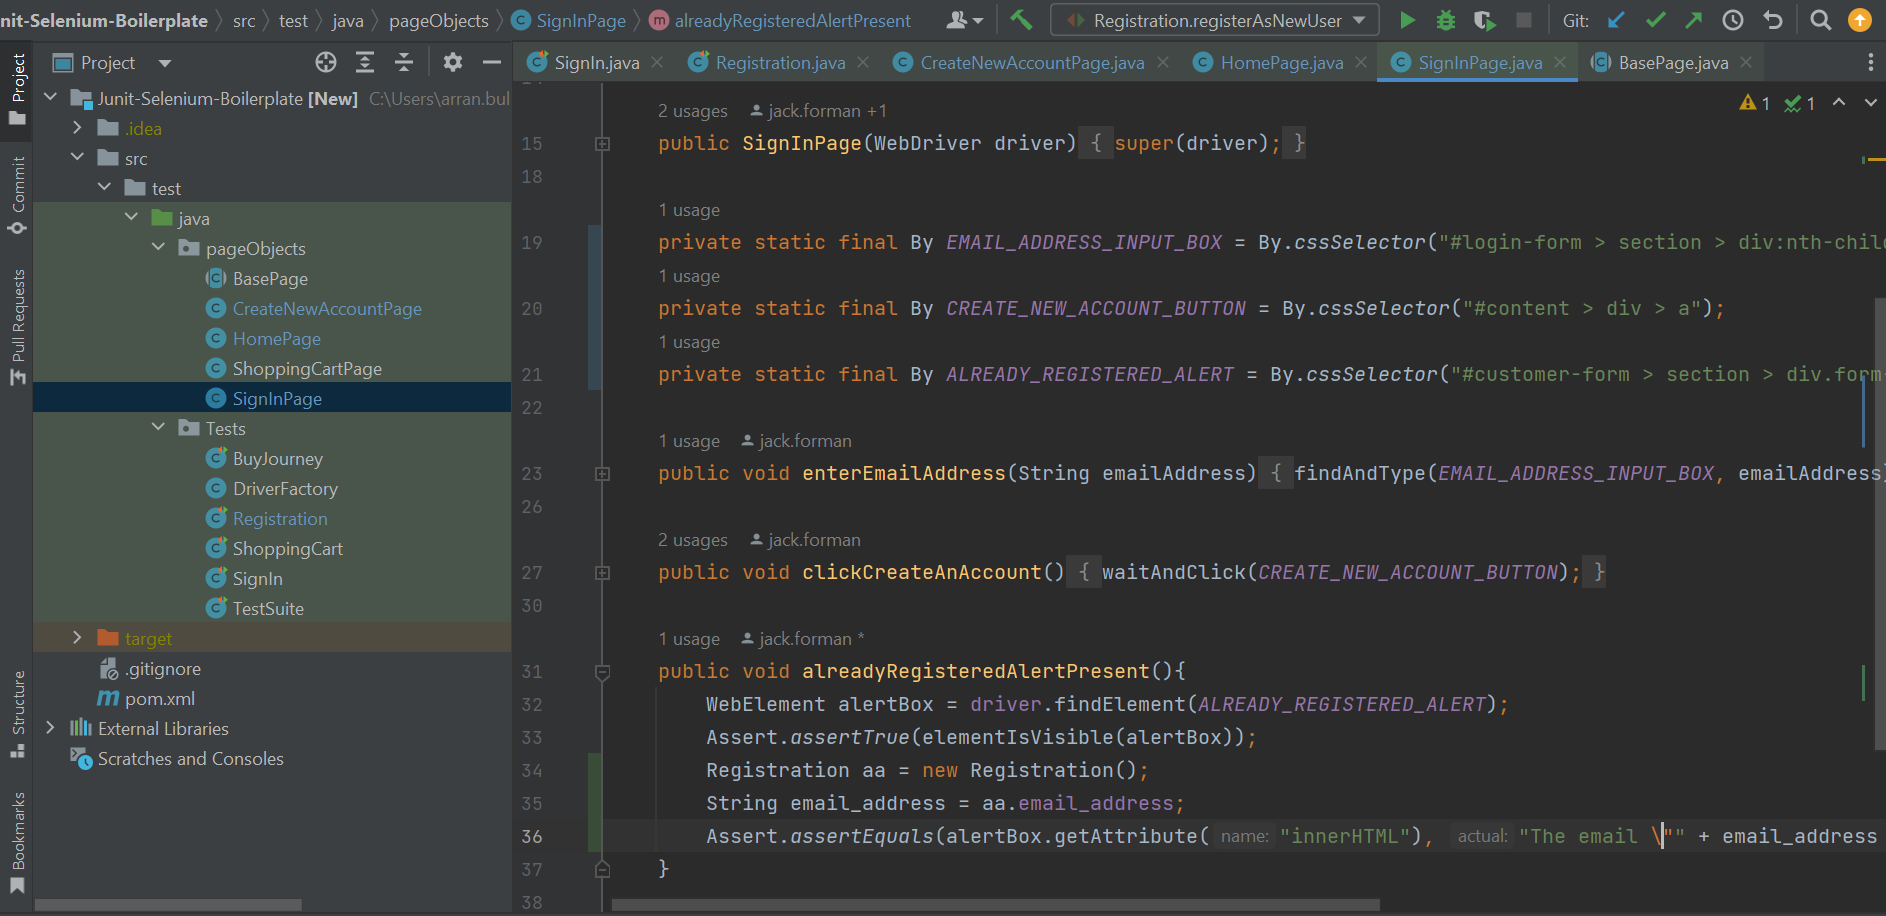 nit-Selenium-Boilerplate src test java pageObjects SignInPage m alreadyRegisteredAlertPresent Registration.registerAsNewUser Git:
Project
SignIn.java Registration.java CreateNewAccountPage.java HomePage.java SignInPage.java BasePage.java
Project
Commit
Pull Requests
Structure
Bookmarks
Junit-Selenium-Boilerplate [New] C:\Users\arran.bul
.idea
src
test
java
pageObjects
BasePage
CreateNewAccountPage
HomePage
ShoppingCartPage
SignInPage
Tests
BuyJourney
DriverFactory
Registration
ShoppingCart
SignIn
TestSuite
target
.gitignore
pom.xml
External Libraries
Scratches and Consoles
1 1
2 usages jack.forman +1
15 public SignInPage(WebDriver driver) { super(driver); }
18
1 usage
19 private static final By EMAIL_ADDRESS_INPUT_BOX = By.cssSelector("#login-form > section > div:nth-chil
1 usage
20 private static final By CREATE_NEW_ACCOUNT_BUTTON = By.cssSelector("#content > div > a");
1 usage
21 private static final By ALREADY_REGISTERED_ALERT = By.cssSelector("#customer-form > section > div.form
22
1 usage jack.forman
23 public void enterEmailAddress(String emailAddress) { findAndType(EMAIL_ADDRESS_INPUT_BOX, emailAddress
26
2 usages jack.forman
27 public void clickCreateAnAccount() { waitAndClick(CREATE_NEW_ACCOUNT_BUTTON); }
30
1 usage jack.forman *
31 public void alreadyRegisteredAlertPresent(){
32 WebElement alertBox = driver.findElement(ALREADY_REGISTERED_ALERT);
33 Assert.assertTrue(elementIsVisible(alertBox));
34 Registration aa = new Registration();
35 String email_address = aa.email_address;
36 Assert.assertEquals(alertBox.getAttribute( name: "innerHTML"), actual: "The email \"" + email_address
37 }
38